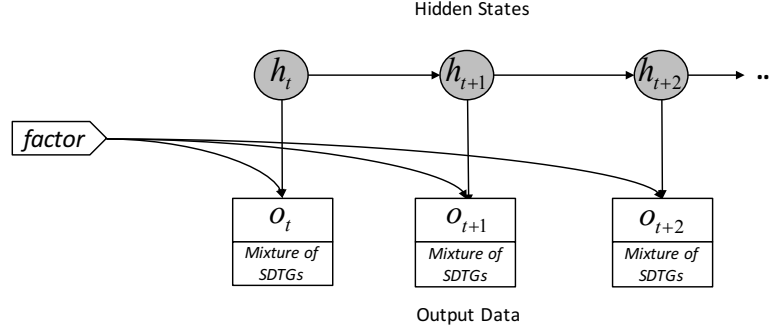 Hidden States
h_t
h_{t+1}
h_{t+2}
..
factor
o_t
o_{t+1}
o_{t+2}
Mixture of
SDTGs
Mixture of
SDTGs
Mixture of
SDTGs
Output Data